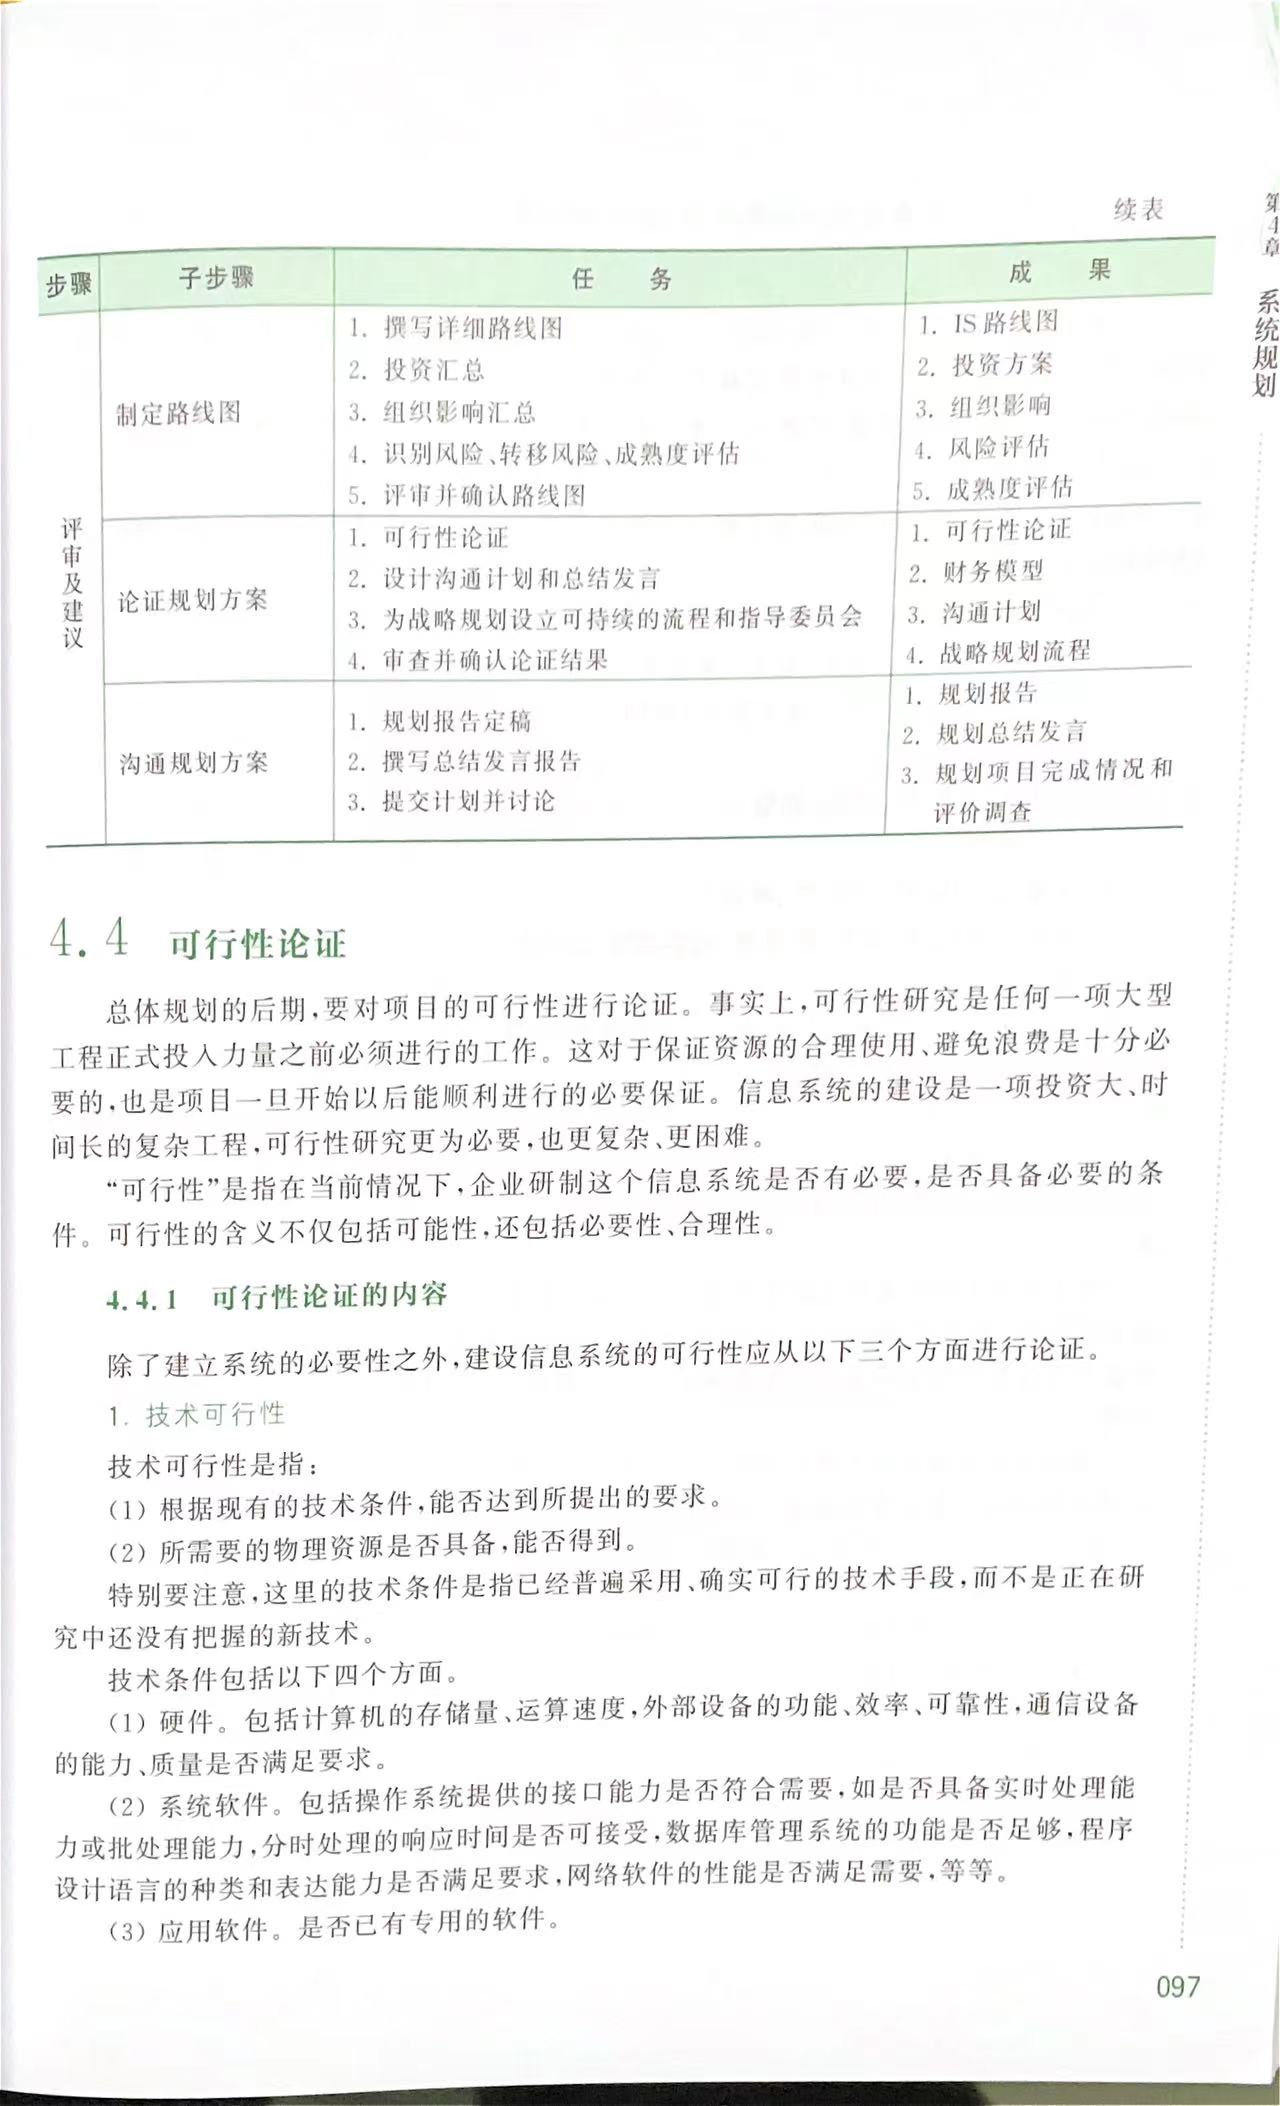 续表
第4章 系统规划
步骤 子步骤 任 务 成 果
评审及建议
制定路线图
1. 撰写详细路线图
2. 投资汇总
3. 组织影响汇总
4. 识别风险、转移风险、成熟度评估
5. 评审并确认路线图
1. IS路线图
2. 投资方案
3. 组织影响
4. 风险评估
5. 成熟度评估
论证规划方案
1. 可行性论证
2. 设计沟通计划和总结发言
3. 为战略规划设立可持续的流程和指导委员会
4. 审查并确认论证结果
1. 可行性论证
2. 财务模型
3. 沟通计划
4. 战略规划流程
沟通规划方案
1. 规划报告定稿
2. 撰写总结发言报告
3. 提交计划并讨论
1. 规划报告
2. 规划总结发言
3. 规划项目完成情况和
评价调查
4.4 可行性论证
总体规划的后期,要对项目的可行性进行论证。事实上,可行性研究是任何一项大型
工程正式投入力量之前必须进行的工作。这对于保证资源的合理使用、避免浪费是十分必
要的,也是项目一旦开始以后能顺利进行的必要保证。信息系统的建设是一项投资大、时
间长的复杂工程,可行性研究更为必要,也更复杂、更困难。
“可行性”是指在当前情况下,企业研制这个信息系统是否有必要,是否具备必要的条
件。可行性的含义不仅包括可能性,还包括必要性、合理性。
4.4.1 可行性论证的内容
除了建立系统的必要性之外,建设信息系统的可行性应从以下三个方面进行论证。
1. 技术可行性
技术可行性是指:
(1) 根据现有的技术条件,能否达到所提出的要求。
(2) 所需要的物理资源是否具备,能否得到。
特别要注意,这里的技术条件是指已经普遍采用、确实可行的技术手段,而不是正在研
究中还没有把握的新技术。
技术条件包括以下四个方面。
(1) 硬件。包括计算机的存储量、运算速度,外部设备的功能、效率、可靠性,通信设备
的能力、质量是否满足要求。
(2) 系统软件。包括操作系统提供的接口能力是否符合需要,如是否具备实时处理能
力或批处理能力,分时处理的响应时间是否可接受,数据库管理系统的功能是否足够,程序
设计语言的种类和表达能力是否满足要求,网络软件的性能是否满足需要,等等。
(3) 应用软件。是否已有专用的软件。
097